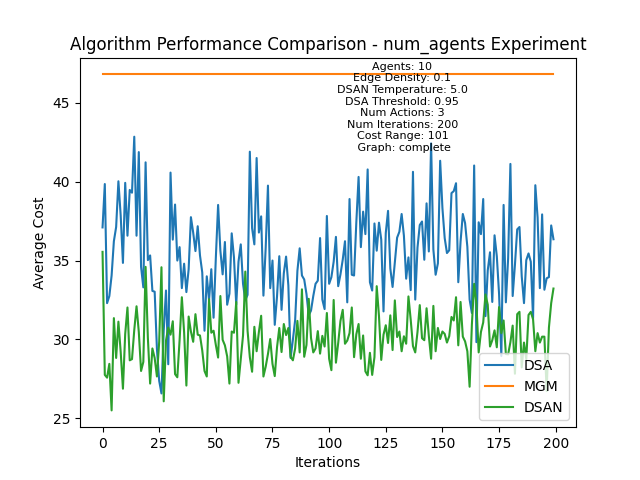 Algorithm Performance Comparison - num_agents Experiment
Agents: 10
Edge Density: 0.1
DSAN Temperature: 5.0
DSA Threshold: 0.95
Num Actions: 3
Num Iterations: 200
Cost Range: 101
Graph: complete
Average Cost
45
40
35
30
25
0
25
50
75
100
125
150
175
200
Iterations
DSA
MGM
DSAN